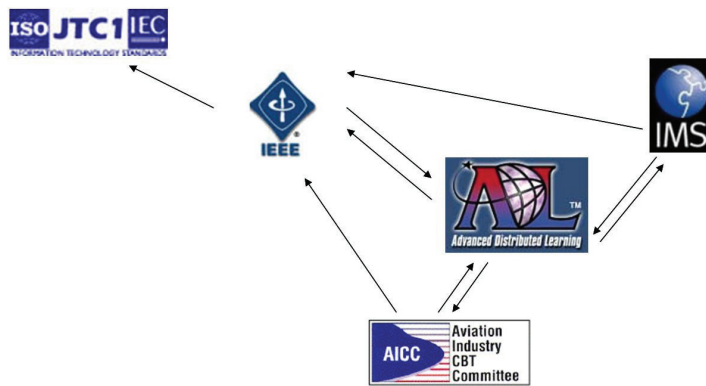 ISO JTC1 IEC
INFORMATION TECHNOLOGY STANDARDS
IEEE
®
IMS
ADL
TM
Advanced Distributed Learning
AICC
Aviation
Industry
CBT
Committee